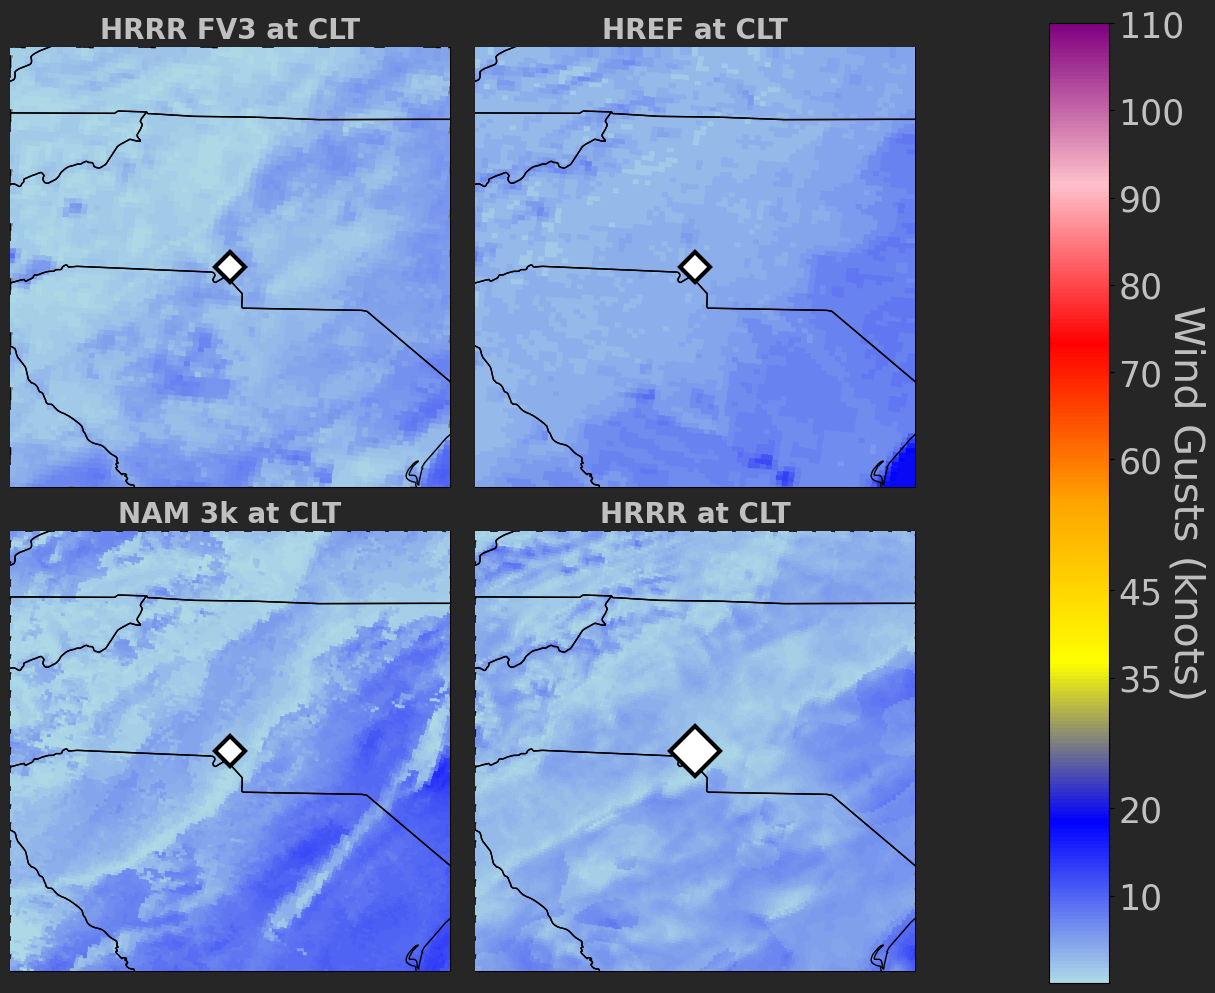 HRRR FV3 at CLT
HREF at CLT
NAM 3k at CLT
HRRR at CLT
110
100
90
80
70
60
45
35
20
10
Wind Gusts (knots)